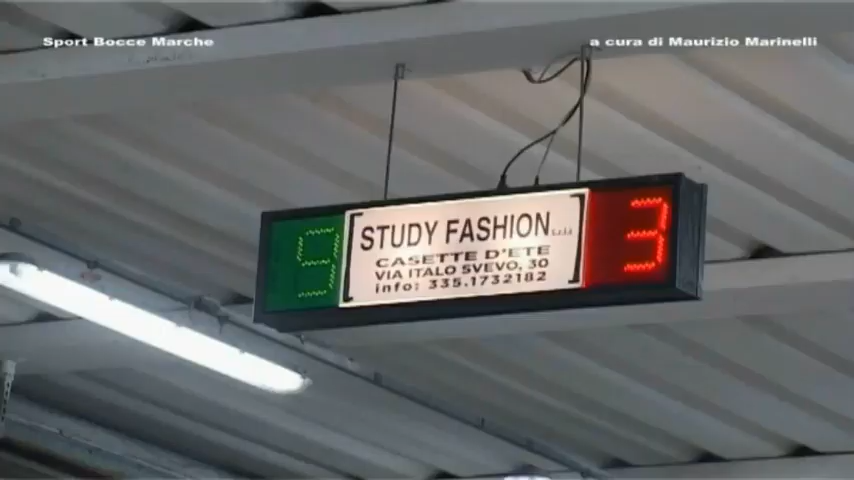 Sport Bocce Marche
a cura di Maurizio Marinelli
9
STUDY FASHION s.r.l.
CASETTE D'ETE
VIA ITALO SVEVO, 30
info: 335.1732182
3